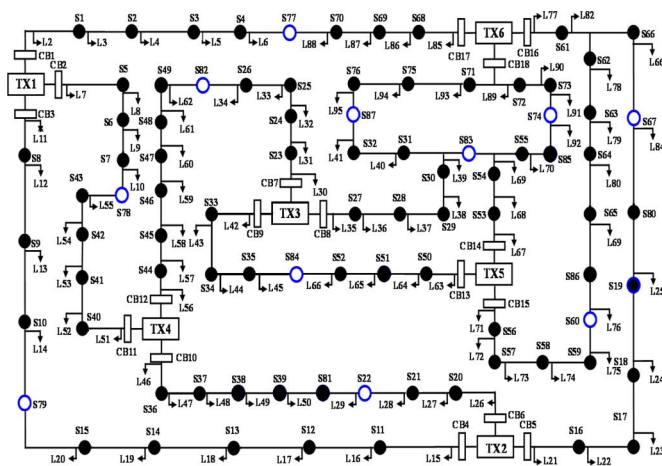 S1 S2 S3 S4 S77 S70 S69 S68 TX6 L77 L82
L2 L3 L4 L5 L6 L88 L87 L86 L85 CB17 CB16 S61 S66
CB1 CB18 S62 L66
TX1 CB2 S5 S49 S82 S26 S25 S76 S75 S71 L90 S73 L78
L7 L8 L62 L34 L33 L95 L94 L93 L89 S72 L91 S63 S67
CB3 S6 S48 L61 S24 L32 S87 S74 L79 L84
L11 L9 S47 S23 L31 S32 S31 S83 S55 L92 S64
S8 S7 L60 L41 L40 L39 L70 S85 L80
L12 S43 L10 S46 L59 CB7 L30 S30 S54 L69
L55 S78 S33 TX3 S27 S28 L38 S53 L68 S65 S80
L54 S42 S45 L58 L43 L42 CB9 CB8 L35 L36 L37 S29 CB14 L67 L69
S9 L13 S41 S44 L57 S35 S84 S52 S51 S50 TX5 S86 S19 L25
L53 CB12 L56 S34 L44 L45 L66 L65 L64 L63 CB13 CB15 S60 L76
S10 L14 L52 S40 L51 CB11 TX4 L71 S56 S59 S18
CB10 L72 S57 S58 L75 L24
L46 L73 L74
S79 S36 S37 S38 S39 S81 S22 S21 S20 L26 S17
L47 L48 L49 L50 L29 L28 L27 CB6
S15 S14 S13 S12 S11 CB4 CB5 S16
L20 L19 L18 L17 L16 L15 TX2 L21 L22 L23